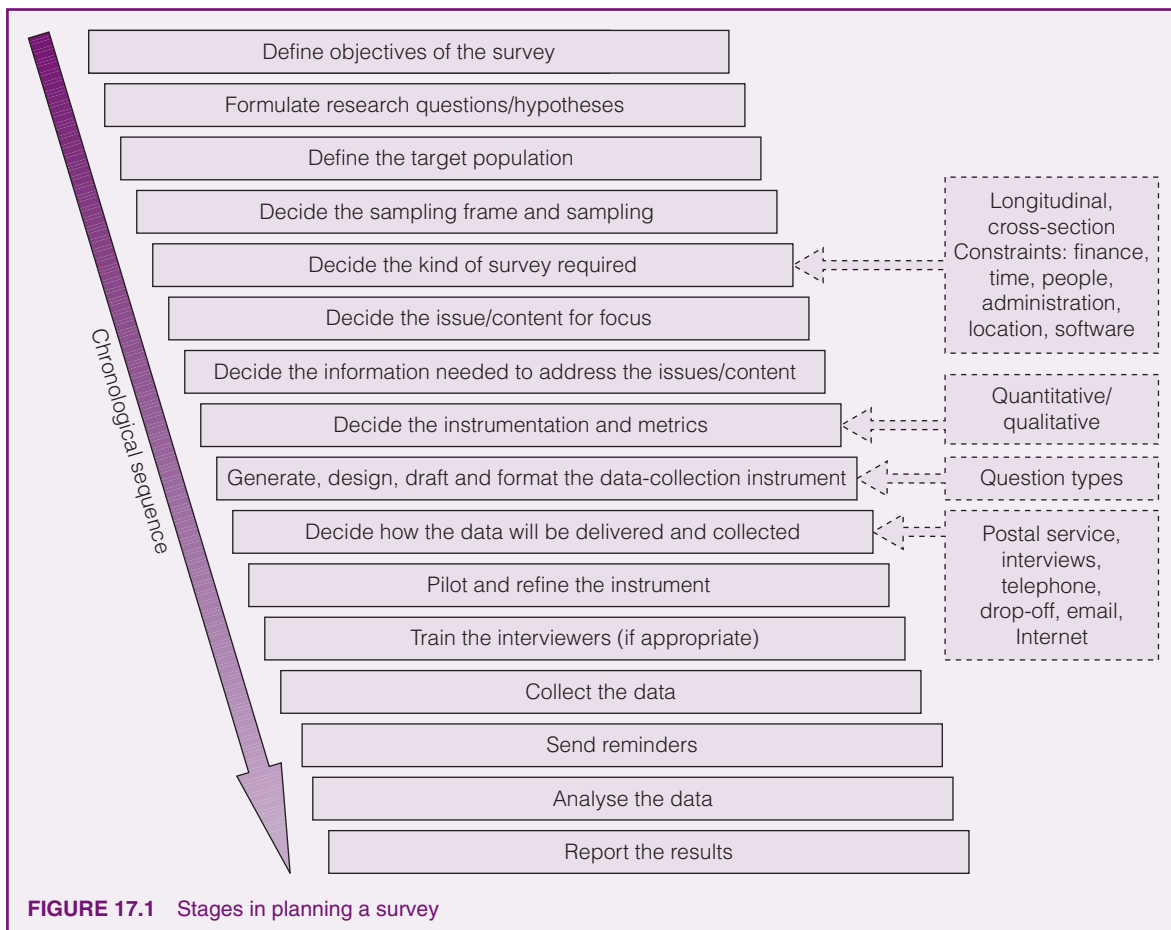 Define objectives of the survey
Formulate research questions/hypotheses
Define the target population
Decide the sampling frame and sampling
Decide the kind of survey required
Decide the issue/content for focus
Decide the information needed to address the issues/content
Decide the instrumentation and metrics
Generate, design, draft and format the data-collection instrument
Decide how the data will be delivered and collected
Pilot and refine the instrument
Train the interviewers (if appropriate)
Collect the data
Send reminders
Analyse the data
Report the results
Chronological sequence
Longitudinal,
cross-section
Constraints: finance,
time, people,
administration,
location, software
Quantitative/
qualitative
Question types
Postal service,
interviews,
telephone,
drop-off, email,
Internet
FIGURE 17.1 Stages in planning a survey